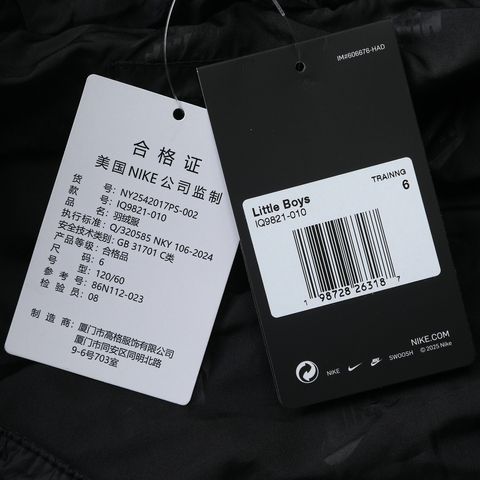 合格证
美国NIKE公司监制
货号: NY2542017PS-002
款号: IQ9821-010
品名: 羽绒服
执行标准: Q/320585 NKY 106-2024
安全技术类别: GB 31701 C类
产品等级: 合格品
尺码: 6
号型: 120/60
参考号: 86N112-023
检验员: 08
制造商: 厦门市高格服饰有限公司
厦门市同安区同明北路
9-6号703室
IM#606676-HAD
TRAINNG
6
Little Boys
IQ9821-010
1 98728 26318 7
NIKE.COM
NIKE SWOOSH © 2025 Nike